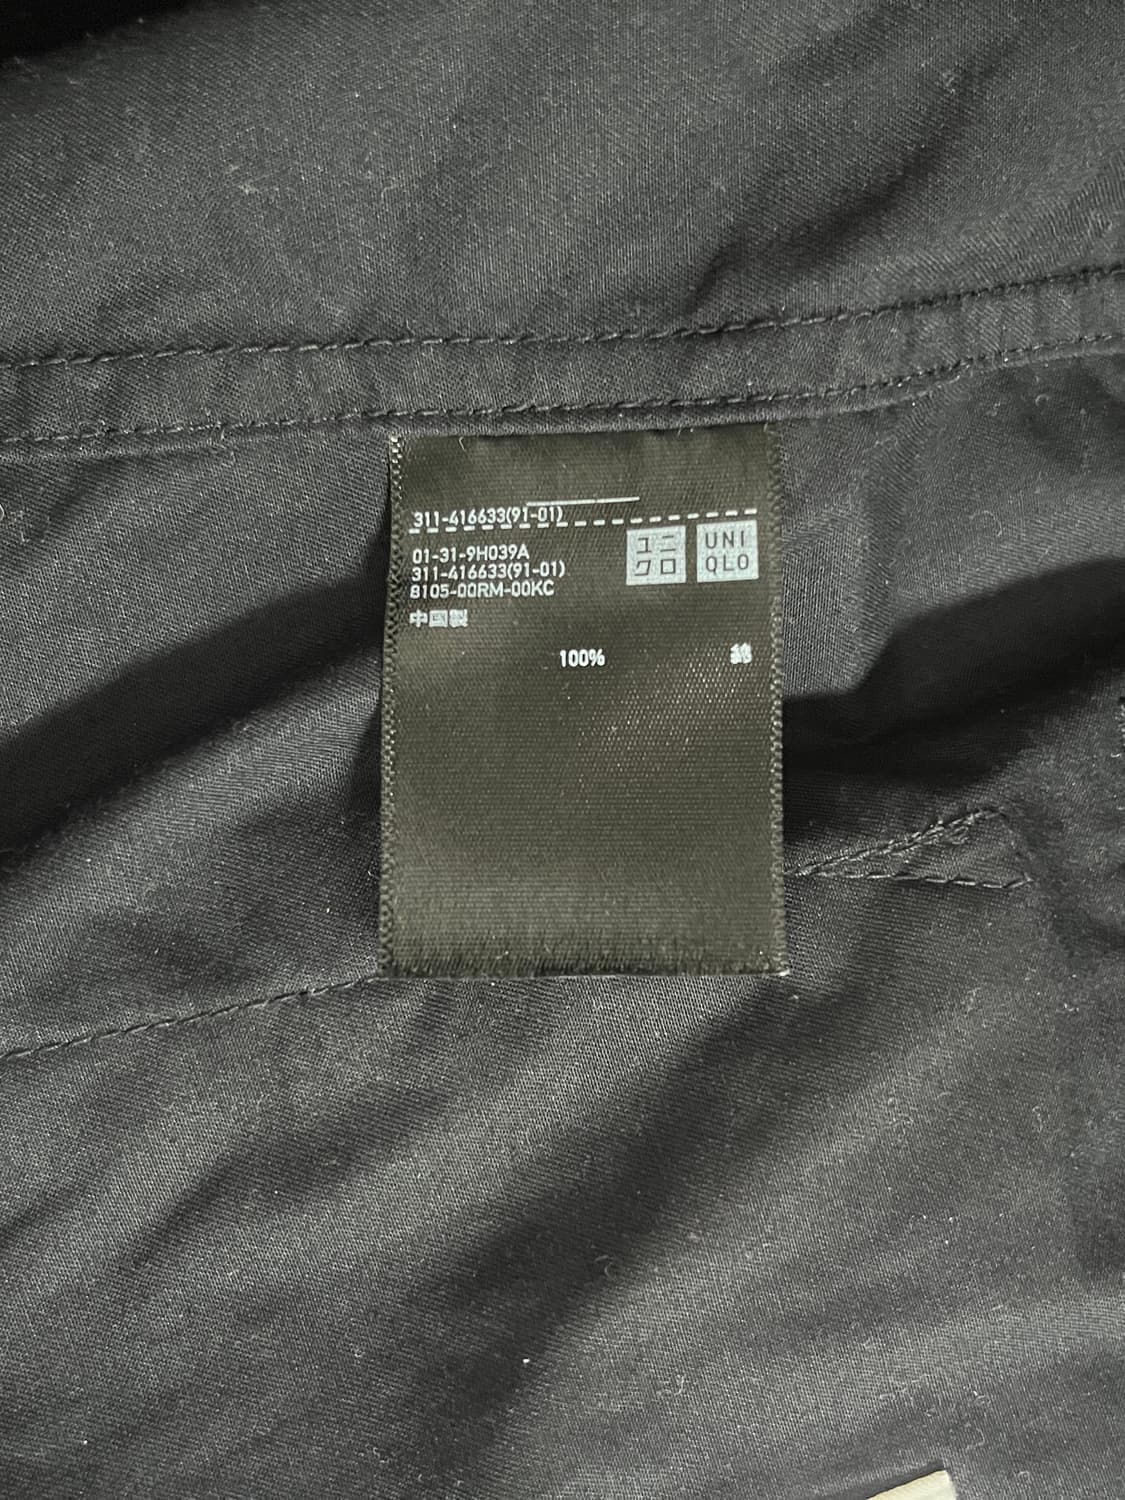 311-416633(91-01)
01-31-9H039A
311-416633(91-01)
8105-00RM-00KC
中国製
ユニ
クロ
UNI
QLO
100% 綿